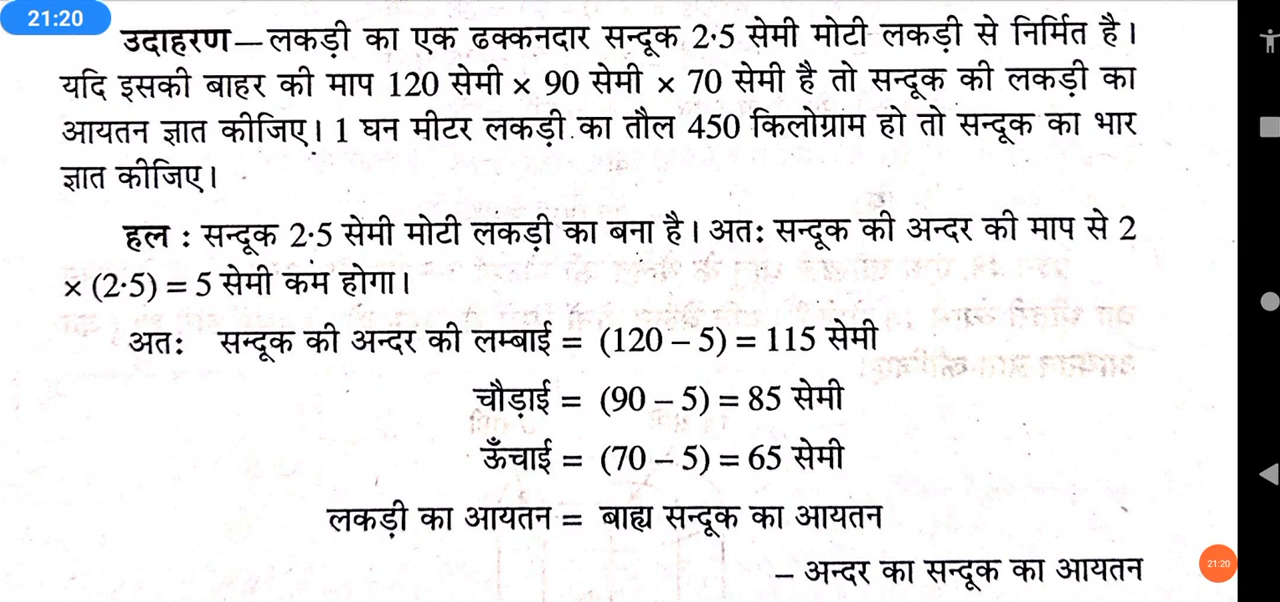 21:20
उदाहरण—लकड़ी का एक ढक्कनदार सन्दूक 2·5 सेमी मोटी लकड़ी से निर्मित है।
यदि इसकी बाहर की माप 120 सेमी × 90 सेमी × 70 सेमी है तो सन्दूक की लकड़ी का
आयतन ज्ञात कीजिए। 1 घन मीटर लकड़ी का तौल 450 किलोग्राम हो तो सन्दूक का भार
ज्ञात कीजिए।
हल : सन्दूक 2·5 सेमी मोटी लकड़ी का बना है। अतः सन्दूक की अन्दर की माप से 2
× (2·5) = 5 सेमी कम होगा।
अतः सन्दूक की अन्दर की लम्बाई = (120 – 5) = 115 सेमी
चौड़ाई = (90 – 5) = 85 सेमी
ऊँचाई = (70 – 5) = 65 सेमी
लकड़ी का आयतन = बाह्य सन्दूक का आयतन
– अन्दर का सन्दूक का आयतन
21:20